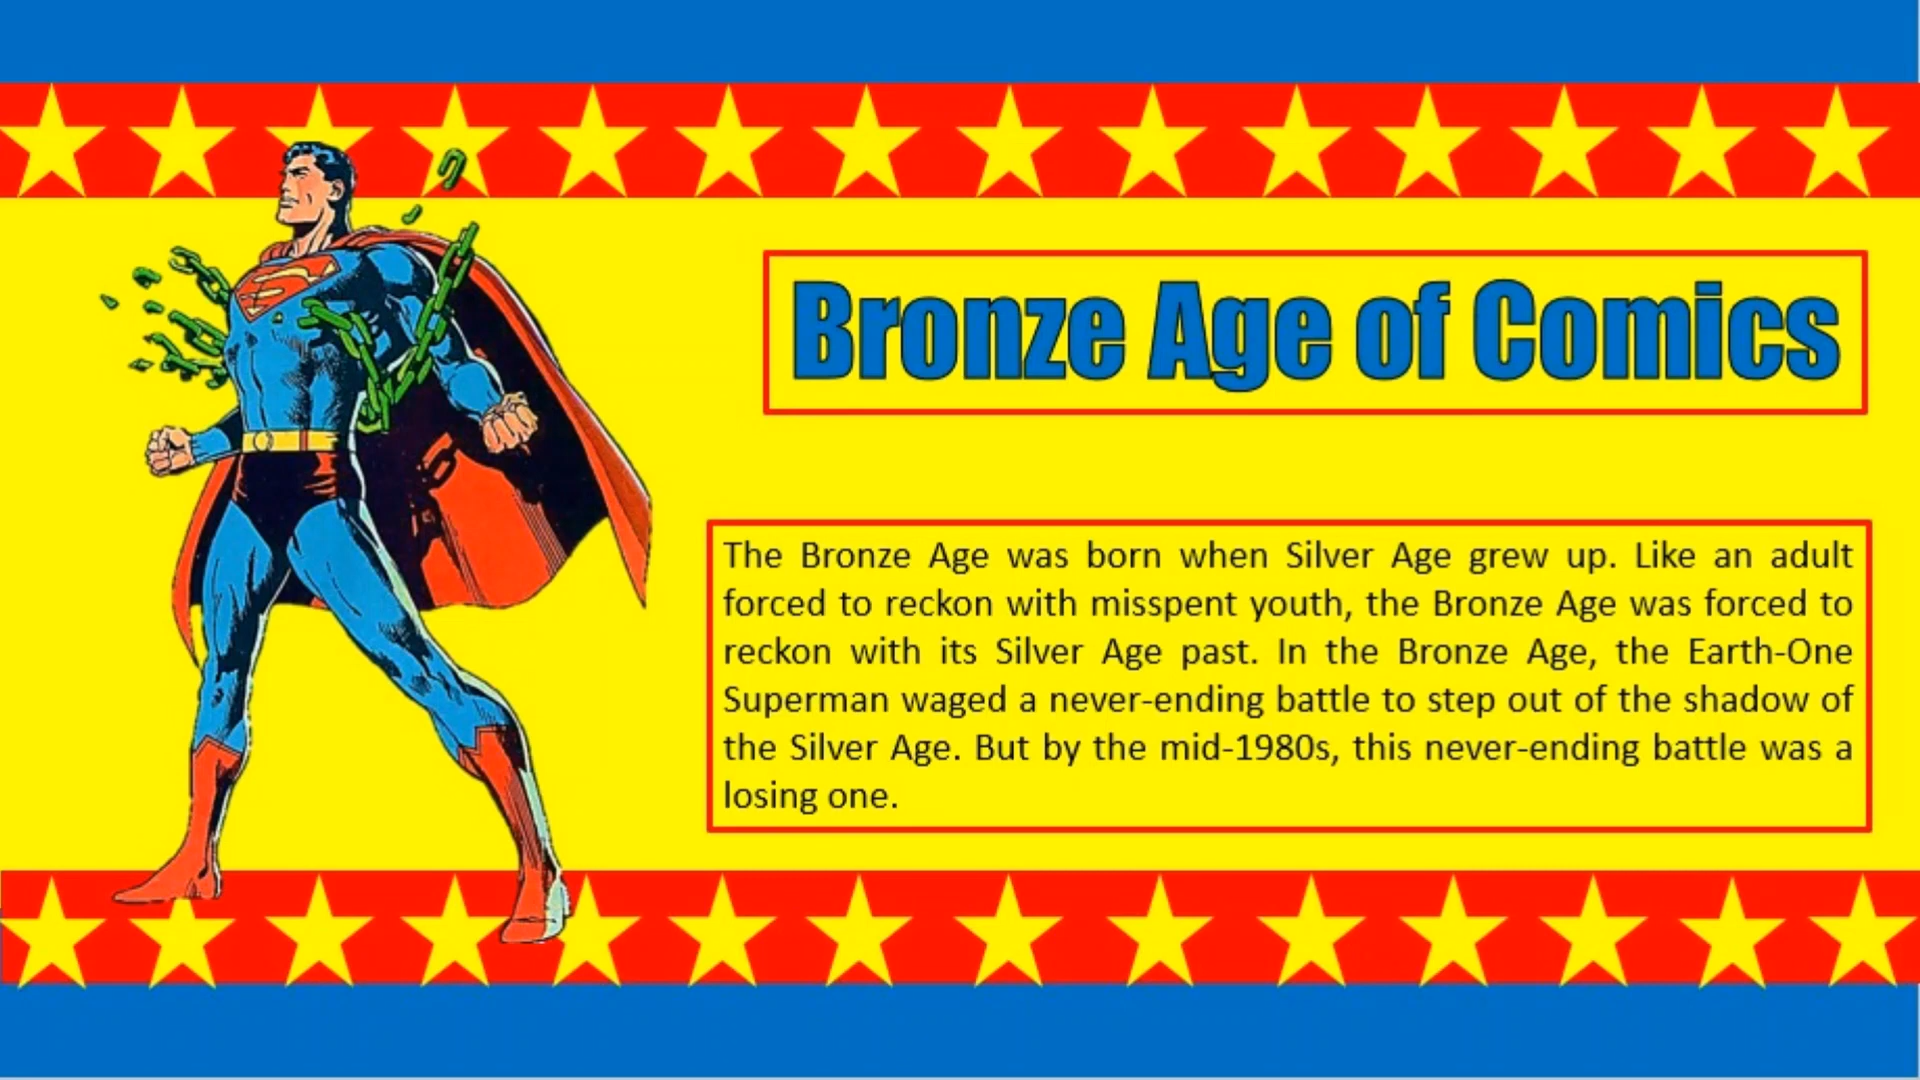 Bronze Age of Comics
The Bronze Age was born when Silver Age grew up. Like an adult
forced to reckon with misspent youth, the Bronze Age was forced to
reckon with its Silver Age past. In the Bronze Age, the Earth-One
Superman waged a never-ending battle to step out of the shadow of
the Silver Age. But by the mid-1980s, this never-ending battle was a
losing one.